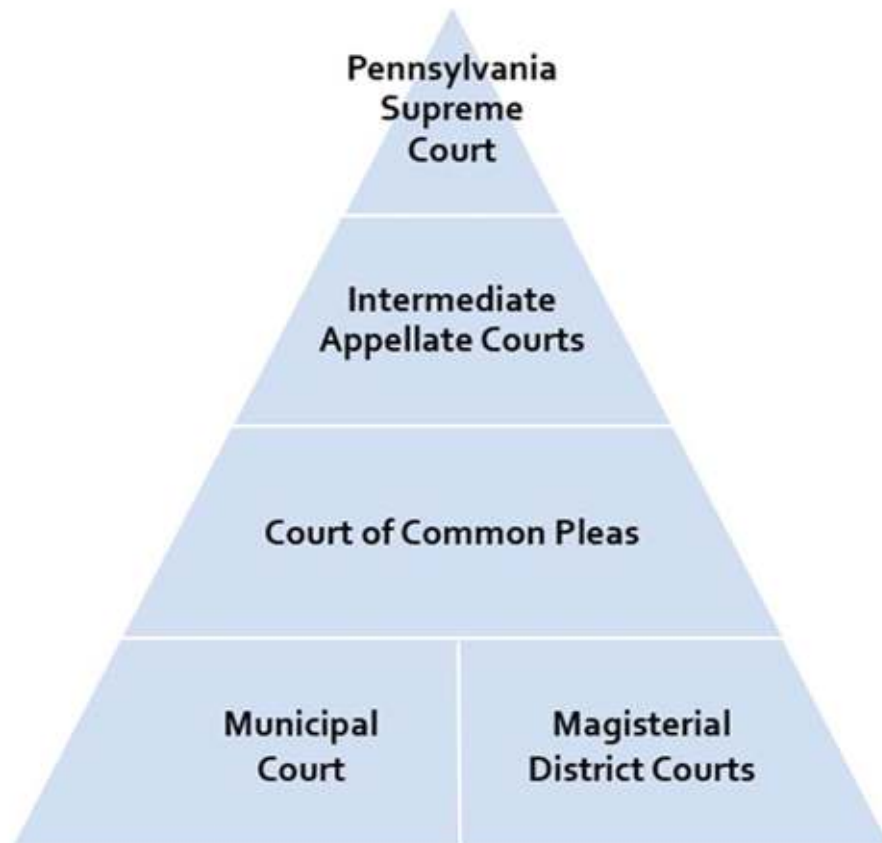 Pennsylvania
Supreme
Court
Intermediate
Appellate Courts
Court of Common Pleas
Municipal
Court
Magisterial
District Courts